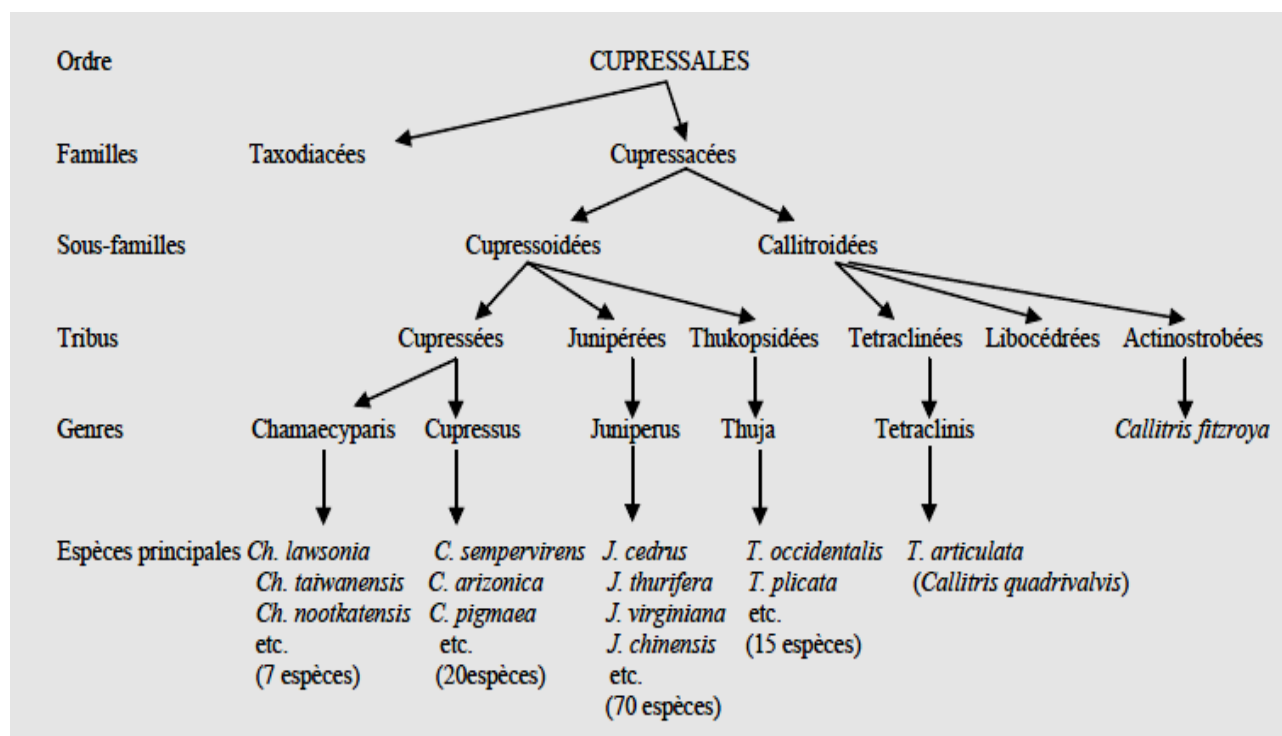 Ordre CUPRESSALES
Familles Taxodiacées Cupressacées
Sous-familles Cupressoidées Callitroidées
Tribus Cupressées Junipérées Thukopsidées Tetraclinées Libocédrées Actinostrobées
Genres Chamaecyparis Cupressus Juniperus Thuja Tetraclinis Callitris fitzroya
Espèces principales Ch. lawsonia C. sempervirens J. cedrus T. occidentalis T. articulata
Ch. taiwanensis C. arizonica J. thurifera T. plicata (Callitris quadrivalvis)
Ch. nootkatensis C. pigmaea J. virginiana etc.
etc. etc. J. chinensis (15 espèces)
(7 espèces) (20espèces) etc.
(70 espèces)